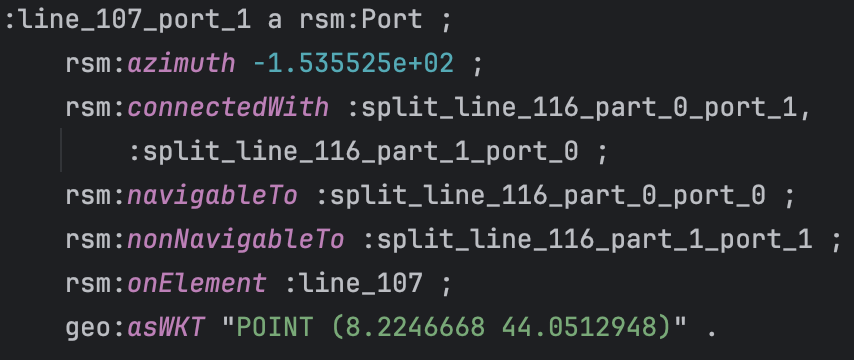 :line_107_port_1 a rsm:Port ;
rsm:azimuth -1.535525e+02 ;
rsm:connectedWith :split_line_116_part_0_port_1,
:split_line_116_part_1_port_0 ;
rsm:navigableTo :split_line_116_part_0_port_0 ;
rsm:nonNavigableTo :split_line_116_part_1_port_1 ;
rsm:onElement :line_107 ;
geo:asWKT "POINT (8.2246668 44.0512948)" .